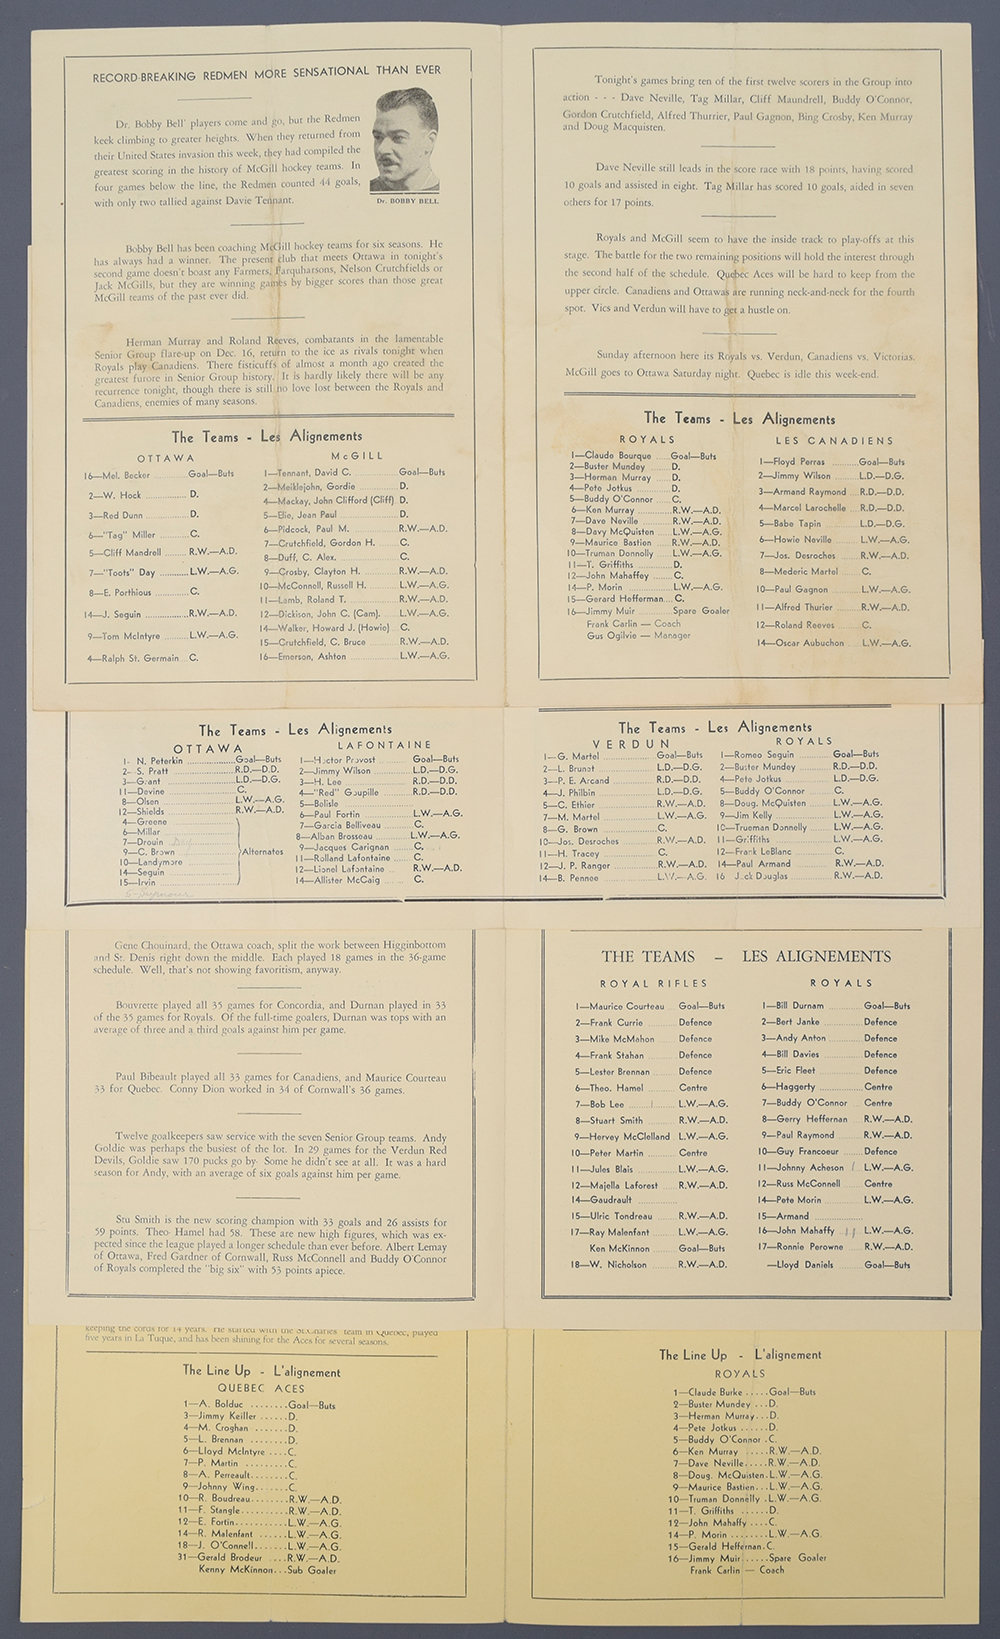 RECORD-BREAKING REDMEN MORE SENSATIONAL THAN EVER
Dr. Bobby Bell' players come and go, but the Redmen
keek climbing to greater heights. When they returned from
their United States invasion this week, they had compiled the
greatest scoring in the history of McGill hockey teams. In
four games below the line, the Redmen counted 44 goals,
with only two tallied against Davie Tennant.
Dr. BOBBY BELL
Bobby Bell has been coaching McGill hockey teams for six seasons. He
has always had a winner. The present club that meets Ottawa in tonight's
second game doesn't boast any Farmers, Farquharsons, Nelson Crutchfields or
Jack McGills, but they are winning games by bigger scores than those great
McGill teams of the past ever did.
Herman Murray and Roland Reeves, combatants in the lamentable
Senior Group flare-up on Dec. 16, return to the ice as rivals tonight when
Royals play Canadiens. There fisticuffs of almost a month ago created the
greatest furore in Senior Group history. It is hardly likely there will be any
recurrence tonight, though there is still no love lost between the Royals and
Canadiens, enemies of many seasons.
The Teams - Les Alignements
OTTAWA
16—Mel. Becker Goal—Buts
2—W. Hock D.
3—Red Dunn D.
6—"Tag" Miller C.
5—Cliff Mandrell R.W.—A.D.
7—"Toots" Day L.W.—A.G.
8—E. Porthious C.
14—J. Seguin R.W.—A.D.
9—Tom McIntyre L.W.—A.G.
4—Ralph St. Germain C.
McGILL
1—Tennant, David C. Goal—Buts
2—Meiklejohn, Gordie D.
4—Mackay, John Clifford (Cliff) D.
5—Elie, Jean Paul D.
6—Pidcock, Paul M. R.W.—A.D.
7—Crutchfield, Gordon H. C.
8—Duff, C. Alex. C.
9—Crosby, Clayton H. R.W.—A.D.
10—McConnell, Russell H. L.W.—A.G.
11—Lamb, Roland T. R.W.—A.D.
12—Dickison, John C. (Cam). L.W.—A.G.
14—Walker, Howard J. (Howie) C.
15—Crutchfield, C. Bruce R.W.—A.D.
16—Emerson, Ashton L.W.—A.G.
Tonight's games bring ten of the first twelve scorers in the Group into
action - - - Dave Neville, Tag Millar, Cliff Maundrell, Buddy O'Connor,
Gordon Crutchfield, Alfred Thurrier, Paul Gagnon, Bing Crosby, Ken Murray
and Doug Macquisten.
Dave Neville still leads in the score race with 18 points, having scored
10 goals and assisted in eight. Tag Millar has scored 10 goals, aided in seven
others for 17 points.
Royals and McGill seem to have the inside track to play-offs at this
stage. The battle for the two remaining positions will hold the interest through
the second half of the schedule. Quebec Aces will be hard to keep from the
upper circle. Canadiens and Ottawas are running neck-and-neck for the fourth
spot. Vics and Verdun will have to get a hustle on.
Sunday afternoon here its Royals vs. Verdun, Canadiens vs. Victorias.
McGill goes to Ottawa Saturday night. Quebec is idle this week-end.
The Teams - Les Alignements
ROYALS
1—Claude Bourque Goal—Buts
2—Buster Mundey D.
3—Herman Murray D.
4—Pete Jotkus D.
5—Buddy O'Connor C.
6—Ken Murray R.W.—A.D.
7—Dave Neville R.W.—A.D.
8—Davy McQuisten L.W.—A.G.
9—Maurice Bastien R.W.—A.D.
10—Truman Donnolly L.W.—A.G.
11—T. Griffiths D.
12—John Mahaffey C.
14—P. Morin L.W.—A.G.
15—Gerard Hefferman C.
16—Jimmy Muir Spare Goaler
Frank Carlin — Coach
Gus Ogilvie — Manager
LES CANADIENS
1—Floyd Perras Goal—Buts
2—Jimmy Wilson L.D.—D.G.
3—Armand Raymond R.D.—D.D.
4—Marcel Larochelle R.D.—D.D.
5—Babe Tapin L.D.—D.G.
6—Howie Neville L.W.—A.G.
7—Jos. Desroches R.W.—A.D.
8—Mederic Martel C.
10—Paul Gagnon L.W.—A.G.
11—Alfred Thurier R.W.—A.D.
12—Roland Reeves C.
14—Oscar Aubuchon L.W.—A.G.
The Teams - Les Alignements
OTTAWA
1- N. Peterkin Goal—Buts
2- S. Pratt R.D.—D.D.
3—Grant L.D.—D.G.
11—Devine C.
8—Olsen L.W.—A.G.
12—Shields R.W.—A.D.
4—Greene
6—Millar
7—Drouin
9—C. Brown Alternates
10—Landymore
14—Seguin
15—Irvin
LAFONTAINE
1—Hector Provost Goal—Buts
2—Jimmy Wilson L.D.—D.G.
3—H. Lee R.D.—D.D.
4—"Red" Goupille R.D.—D.D.
5—Belisle
6—Paul Fortin L.W.—A.G.
7—Garcia Belliveau C.
8—Alban Brosseau L.W.—A.G.
9—Jacques Carignan C.
11—Rolland Lafontaine C.
12—Lionel Lafontaine R.W.—A.D.
14—Allister McCaig C.
The Teams - Les Alignements
VERDUN
1—G. Martel Goal—Buts
2—L. Brunet L.D.—D.G.
3—P. E. Arcand R.D.—D.D.
4—J. Philbin L.D.—D.G.
5—C. Ethier R.W.—A.D.
7—M. Martel L.W.—A.G.
8—G. Brown C.
10—Jos. Desroches R.W.—A.D.
11—H. Tracey C.
12—J. P. Ranger R.W.—A.D.
14—B. Pennee L.W.—A.G.
ROYALS
1—Romeo Seguin Goal—Buts
2—Buster Mundey R.D.—D.D.
4—Pete Jotkus L.D.—D.G.
5—Buddy O'Connor C.
8—Doug. McQuisten L.W.—A.G.
9—Jim Kelly L.W.—A.G.
10—Trueman Donnelly L.W.—A.G.
11—Griffiths L.W.—A.G.
12—Frank LeBlanc C.
14—Paul Armand R.W.—A.D.
16 Jack Douglas R.W.—A.D.
Gene Chouinard, the Ottawa coach, split the work between Higginbottom
and St. Denis right down the middle. Each played 18 games in the 36-game
schedule. Well, that's not showing favoritism, anyway.
Bouvrette played all 35 games for Concordia, and Durnan played in 33
of the 35 games for Royals. Of the full-time goalers, Durnan was tops with an
average of three and a third goals against him per game.
Paul Bibeault played all 33 games for Canadiens, and Maurice Courteau
33 for Quebec. Conny Dion worked in 34 of Cornwall's 36 games.
Twelve goalkeepers saw service with the seven Senior Group teams. Andy
Goldie was perhaps the busiest of the lot. In 29 games for the Verdun Red
Devils, Goldie saw 170 pucks go by. Some he didn't see at all. It was a hard
season for Andy, with an average of six goals against him per game.
Stu Smith is the new scoring champion with 33 goals and 26 assists for
59 points. Theo Hamel had 58. These are new high figures, which was ex-
pected since the league played a longer schedule than ever before. Albert Lemay
of Ottawa, Fred Gardner of Cornwall, Russ McConnell and Buddy O'Connor
of Royals completed the "big six" with 53 points apiece.
THE TEAMS – LES ALIGNEMENTS
ROYAL RIFLES
1—Maurice Courteau Goal—Buts
2—Frank Currie Defence
3—Mike McMahon Defence
4—Frank Stahan Defence
5—Lester Brennan Defence
6—Theo. Hamel Centre
7—Bob Lee L.W.—A.G.
8—Stuart Smith R.W.—A.D.
9—Hervey McClelland L.W.—A.G.
10—Peter Martin Centre
11—Jules Blais L.W.—A.G.
12—Majella Laforest R.W.—A.D.
14—Gaudrault
15—Ulric Tondreau R.W.—A.D.
17—Ray Malenfant L.W.—A.G.
Ken McKinnon Goal—Buts
18—W. Nicholson R.W.—A.D.
ROYALS
1—Bill Durnam Goal—Buts
2—Bert Janke Defence
3—Andy Anton Defence
4—Bill Davies Defence
5—Eric Fleet Defence
6—Haggerty Centre
7—Buddy O'Connor Centre
8—Gerry Heffernan R.W.—A.D.
9—Paul Raymond R.W.—A.D.
10—Guy Francoeur Defence
11—Johnny Acheson L.W.—A.G.
12—Russ McConnell Centre
14—Pete Morin L.W.—A.G.
15—Armand
16—John Mahaffy L.W.—A.G.
17—Ronnie Perowne R.W.—A.D.
—Lloyd Daniels Goal—Buts
keeping the cords for 14 years. He started with the St.Charles team in Quebec, played
five years in La Tuque, and has been shining for the Aces for several seasons.
The Line Up - L'alignement
QUEBEC ACES
1—A. Bolduc ........Goal—Buts
3—Jimmy Keiller ......D.
4—M. Croghan .......D.
5—L. Brennan ........D.
6—Lloyd McIntyre ....C.
7—P. Martin .........C.
8—A. Perreault........C.
9—Johnny Wing.......C.
10—R. Boudreau........R.W.—A.D.
11—F. Stangle..........R.W.—A.D.
12—E. Fortin...........L.W.—A.G.
14—R. Malenfant ......L.W.—A.G.
18—J. O'Connell.......L.W.—A.G.
31—Gerald Brodeur ....R.W.—A.D.
Kenny McKinnon...Sub Goaler
The Line Up - L'alignement
ROYALS
1—Claude Burke .....Goal—Buts
2—Buster Mundey ...D.
3—Herman Murray...D.
4—Pete Jotkus ......D.
5—Buddy O'Connor .C.
6—Ken Murray .....R.W.—A.D.
7—Dave Neville.....R.W.—A.D.
8—Doug. McQuisten.L.W.—A.G.
9—Maurice Bastien...L.W.—A.G.
10—Truman Donnelly .L.W.—A.G.
11—T. Griffiths ......D.
12—John Mahaffy ....C.
14—P. Morin ........L.W.—A.G.
15—Gerald Heffernan.C.
16—Jimmy Muir......Spare Goaler
Frank Carlin — Coach